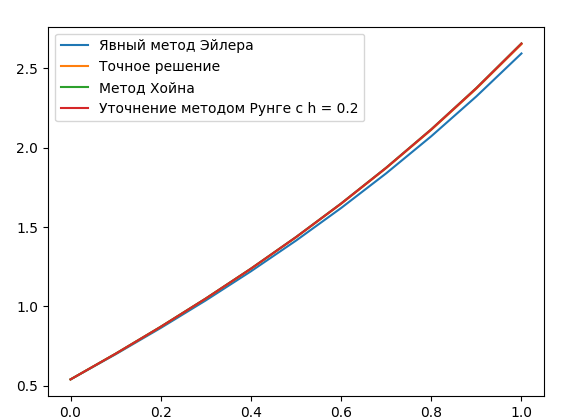 Явный метод Эйлера
Точное решение
Метод Хойна
Уточнение методом Рунге с h = 0.2
2.5
2.0
1.5
1.0
0.5
0.0 0.2 0.4 0.6 0.8 1.0